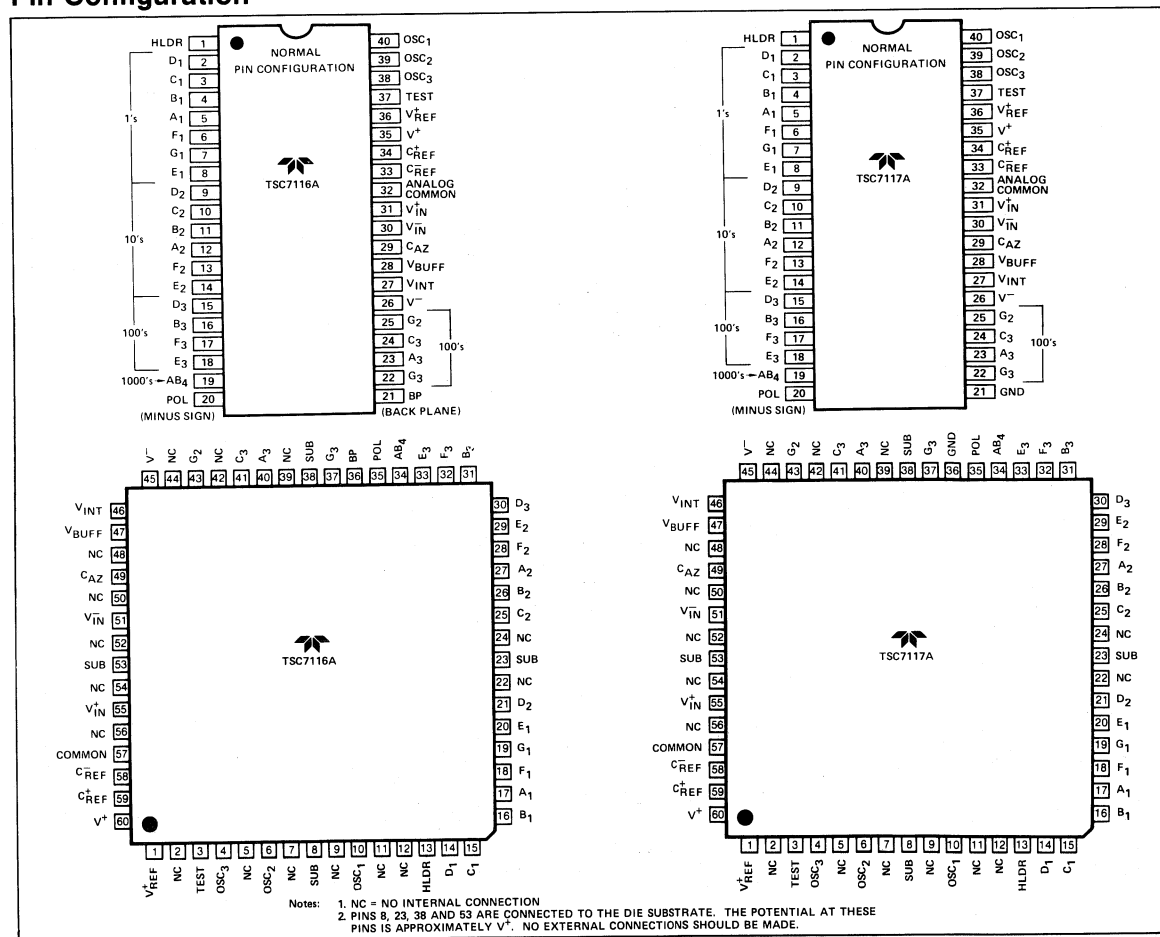 Pin Configuration
NORMAL
PIN CONFIGURATION
TSC7116A
HLDR 1
D1 2
C1 3
B1 4
A1 5
F1 6
G1 7
E1 8
D2 9
C2 10
B2 11
A2 12
F2 13
E2 14
D3 15
B3 16
F3 17
E3 18
1000's AB4 19
POL 20
(MINUS SIGN)
1's
10's
100's
40 OSC1
39 OSC2
38 OSC3
37 TEST
36 V+REF
35 V+
34 C+REF
33 C-REF
32 ANALOG COMMON
31 V+IN
30 V-IN
29 CAZ
28 VBUFF
27 VINT
26 V-
25 G2
24 C3
23 A3
22 G3
21 BP
(BACK PLANE)
100's
NORMAL
PIN CONFIGURATION
TSC7117A
HLDR 1
D1 2
C1 3
B1 4
A1 5
F1 6
G1 7
E1 8
D2 9
C2 10
B2 11
A2 12
F2 13
E2 14
D3 15
B3 16
F3 17
E3 18
1000's AB4 19
POL 20
(MINUS SIGN)
1's
10's
100's
40 OSC1
39 OSC2
38 OSC3
37 TEST
36 V+REF
35 V+
34 C+REF
33 C-REF
32 ANALOG COMMON
31 V+IN
30 V-IN
29 CAZ
28 VBUFF
27 VINT
26 V-
25 G2
24 C3
23 A3
22 G3
21 GND
100's
V- NC G2 NC C3 A3 NC SUB G3 BP POL AB4 E3 F3 B3
45 44 43 42 41 40 39 38 37 36 35 34 33 32 31
VINT 46
VBUFF 47
NC 48
CAZ 49
NC 50
V-IN 51
NC 52
SUB 53
NC 54
V+IN 55
NC 56
COMMON 57
C-REF 58
C+REF 59
V+ 60
TSC7116A
30 D3
29 E2
28 F2
27 A2
26 B2
25 C2
24 NC
23 SUB
22 NC
21 D2
20 E1
19 G1
18 F1
17 A1
16 B1
1 2 3 4 5 6 7 8 9 10 11 12 13 14 15
V+REF NC TEST OSC3 NC OSC2 NC SUB NC OSC1 NC NC HLDR D1 C1
V- NC G2 NC C3 A3 NC SUB G3 GND POL AB4 E3 F3 B3
45 44 43 42 41 40 39 38 37 36 35 34 33 32 31
VINT 46
VBUFF 47
NC 48
CAZ 49
NC 50
V-IN 51
NC 52
SUB 53
NC 54
V+IN 55
NC 56
COMMON 57
C-REF 58
C+REF 59
V+ 60
TSC7117A
30 D3
29 E2
28 F2
27 A2
26 B2
25 C2
24 NC
23 SUB
22 NC
21 D2
20 E1
19 G1
18 F1
17 A1
16 B1
1 2 3 4 5 6 7 8 9 10 11 12 13 14 15
V+REF NC TEST OSC3 NC OSC2 NC SUB NC OSC1 NC NC HLDR D1 C1
Notes: 1. NC = NO INTERNAL CONNECTION
2. PINS 8, 23, 38 AND 53 ARE CONNECTED TO THE DIE SUBSTRATE. THE POTENTIAL AT THESE
PINS IS APPROXIMATELY V+. NO EXTERNAL CONNECTIONS SHOULD BE MADE.